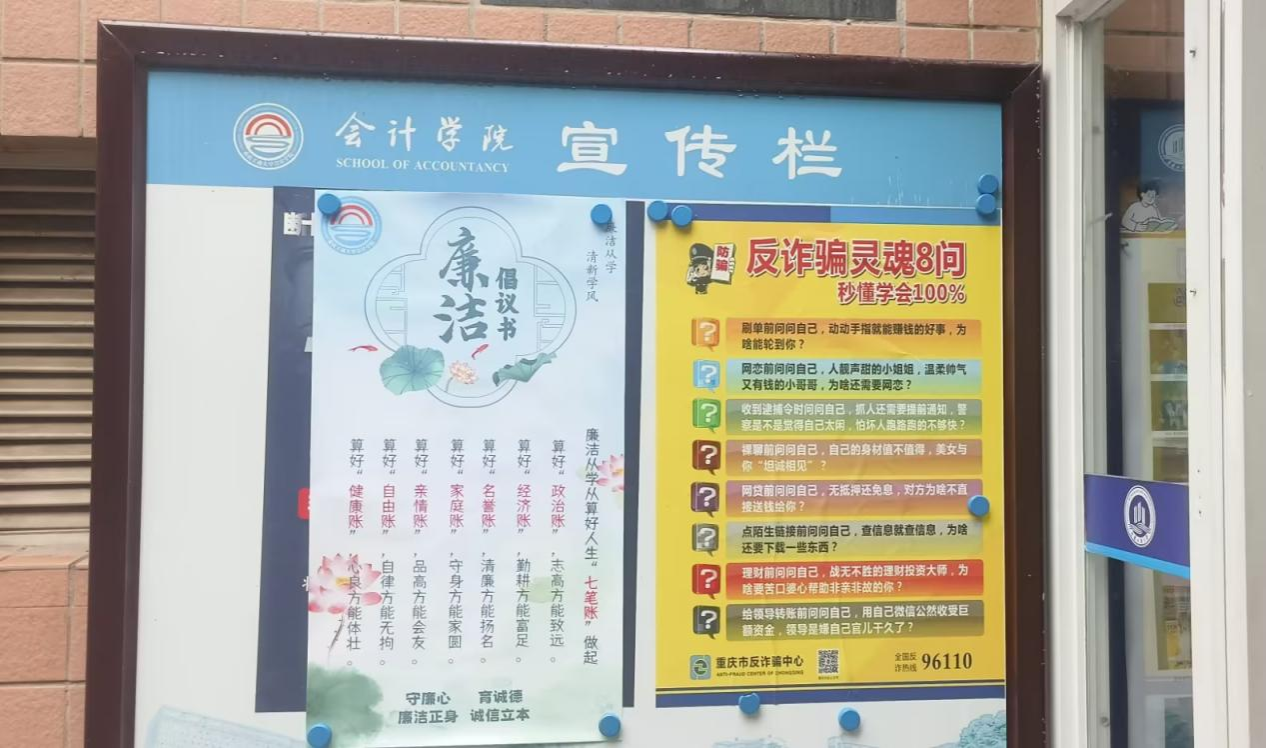 会计学院
SCHOOL OF ACCOUNTANCY
宣传栏
廉洁
倡议书
洁从学
清新学风
廉洁从学从算好人生“七笔账”做起
算好“政治账”，志高方能致远。
算好“经济账”，勤耕方能富足。
算好“名誉账”，清廉方能扬名。
算好“家庭账”，守身方能家圆。
算好“亲情账”，品高方能会友。
算好“自由账”，自律方能无拘。
算好“健康账”，心良方能体壮。
守廉心 育诚德
廉洁正身 诚信立本
防骗
反诈骗灵魂8问
秒懂学会100%
刷单前问问自己，动动手指就能赚钱的好事，为
啥能轮到你？
网恋前问问自己，人靓声甜的小姐姐，温柔帅气
又有钱的小哥哥，为啥还需要网恋？
收到逮捕令时问问自己，抓人还需要提前通知，警
察是不是觉得自己太闲，怕坏人跑路跑的不够快？
裸聊前问问自己，自己的身材值不值得，美女与
你“坦诚相见”？
网贷前问问自己，无抵押还免息，对方为啥不直
接送钱给你？
点陌生链接前问问自己，查信息就查信息，为啥
还要下载一些东西？
理财前问问自己，战无不胜的理财投资大师，为
啥要苦口婆心帮助非亲非故的你？
给领导转账前问问自己，用自己微信公然收受巨
额资金，领导是嫌自己官儿干久了？
重庆市反诈骗中心
ANTI-FRAUD CENTER OF CHONGQING
全国反
诈热线
96110